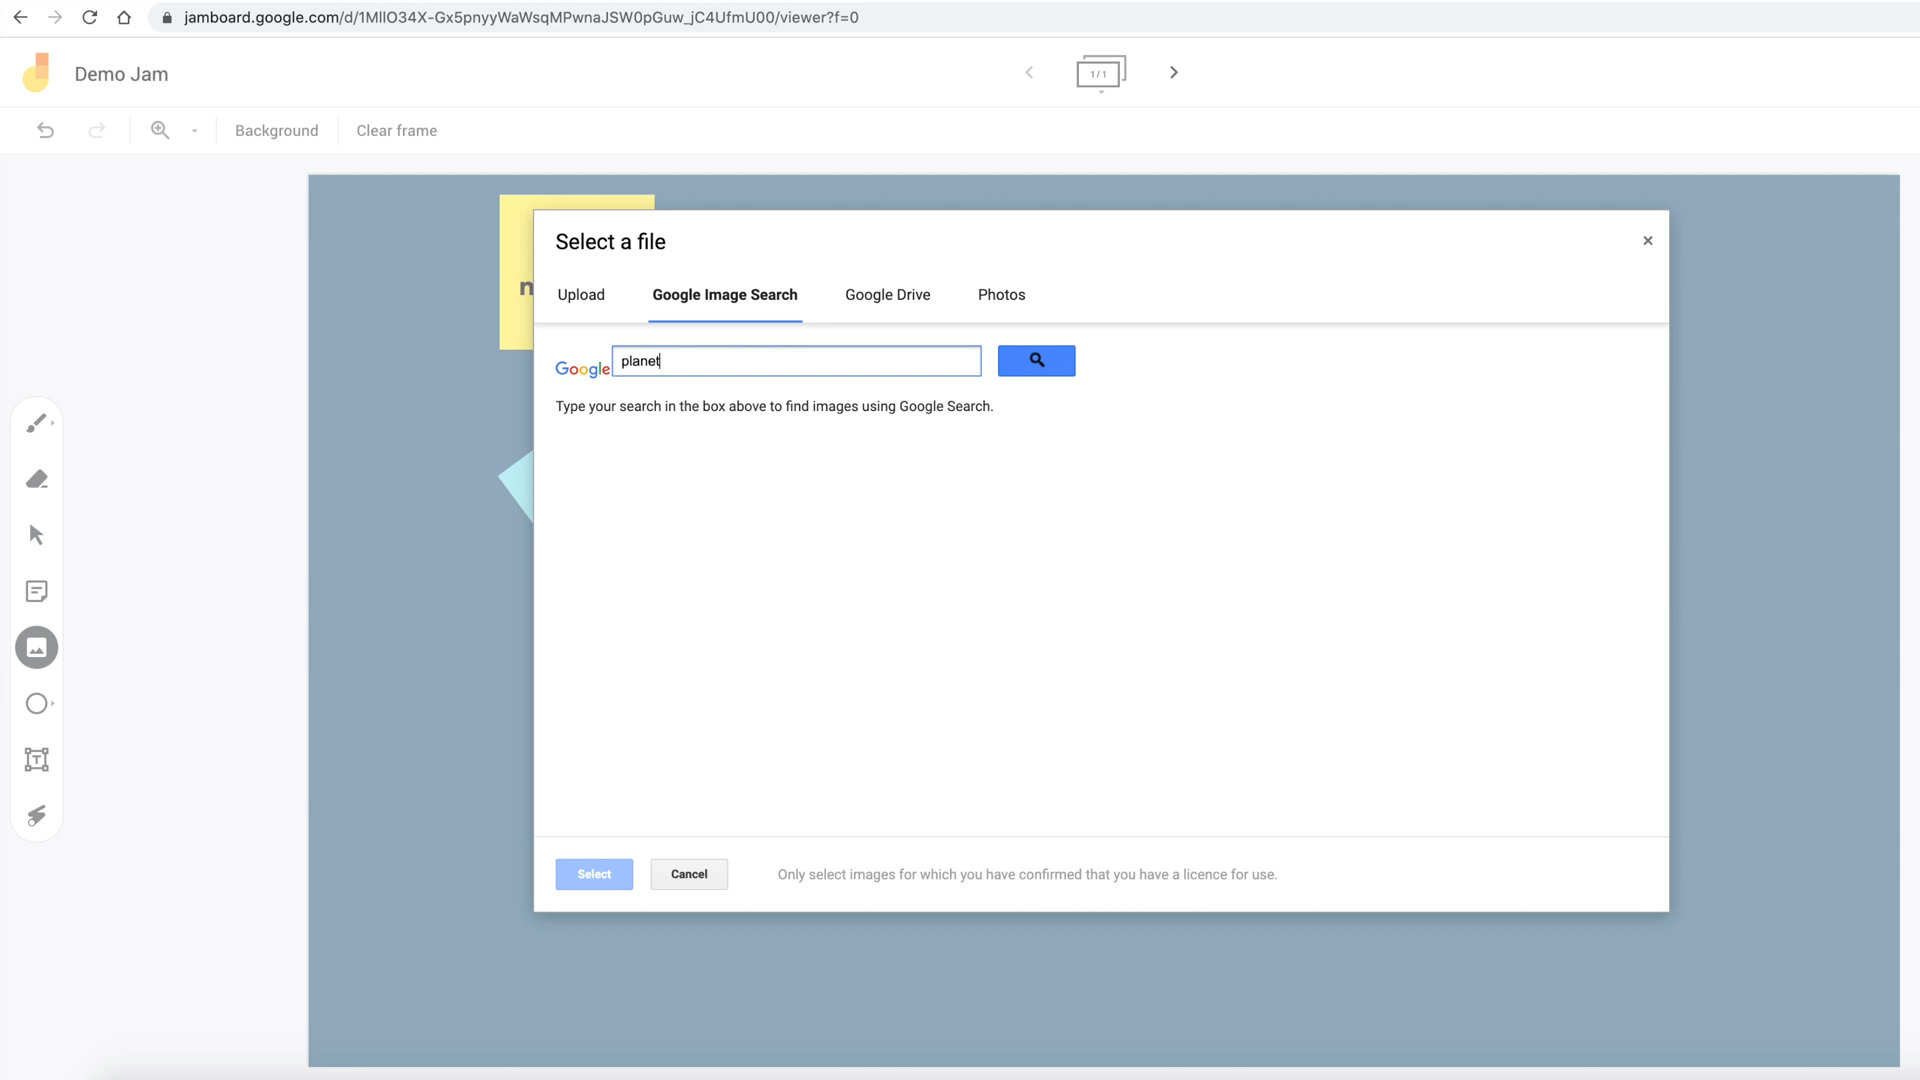 jamboard.google.com/d/1MlIO34X-Gx5pnyyWaWsqMPwnaJSW0pGuw_jC4UfmU00/viewer?f=0
Demo Jam
1/1
Background
Clear frame
n
Select a file
Upload
Google Image Search
Google Drive
Photos
Google
planet
Type your search in the box above to find images using Google Search.
Select
Cancel
Only select images for which you have confirmed that you have a licence for use.